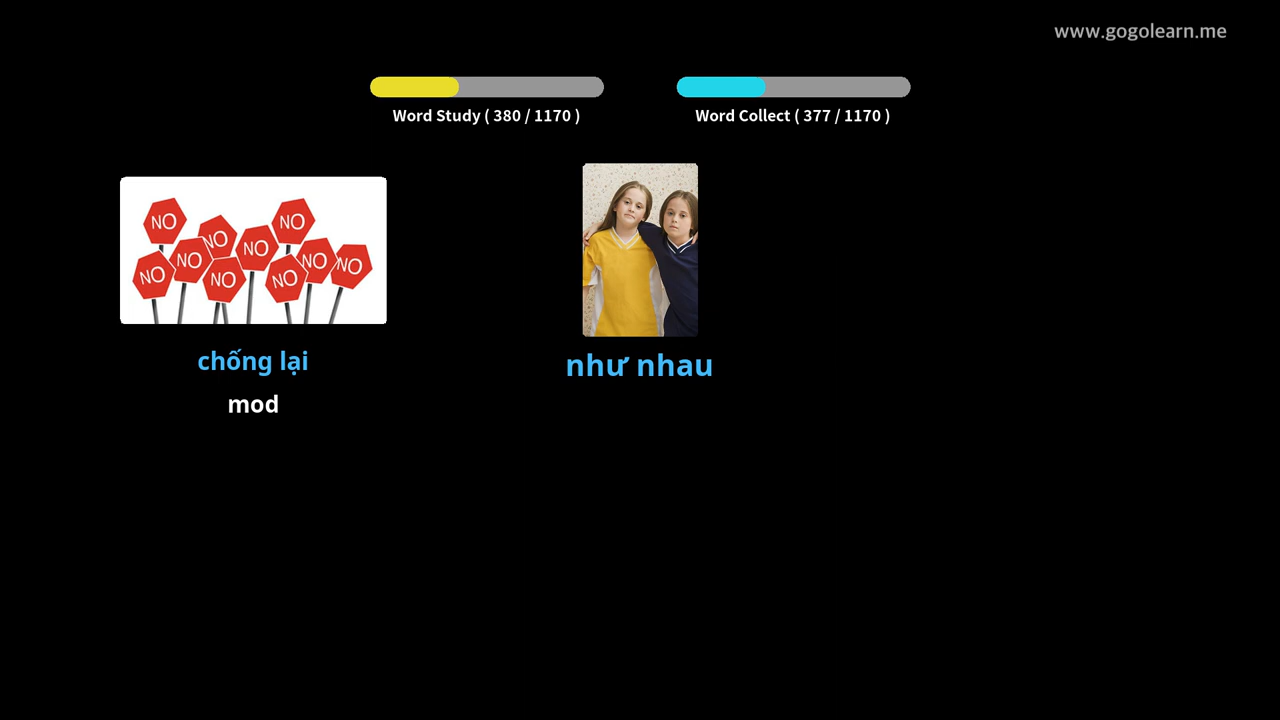 www.gogolearn.me
Word Study ( 380 / 1170 )
Word Collect ( 377 / 1170 )
NO
NO
NO
NO
NO
NO
NO
NO
NO
NO
chống lại
mod
như nhau